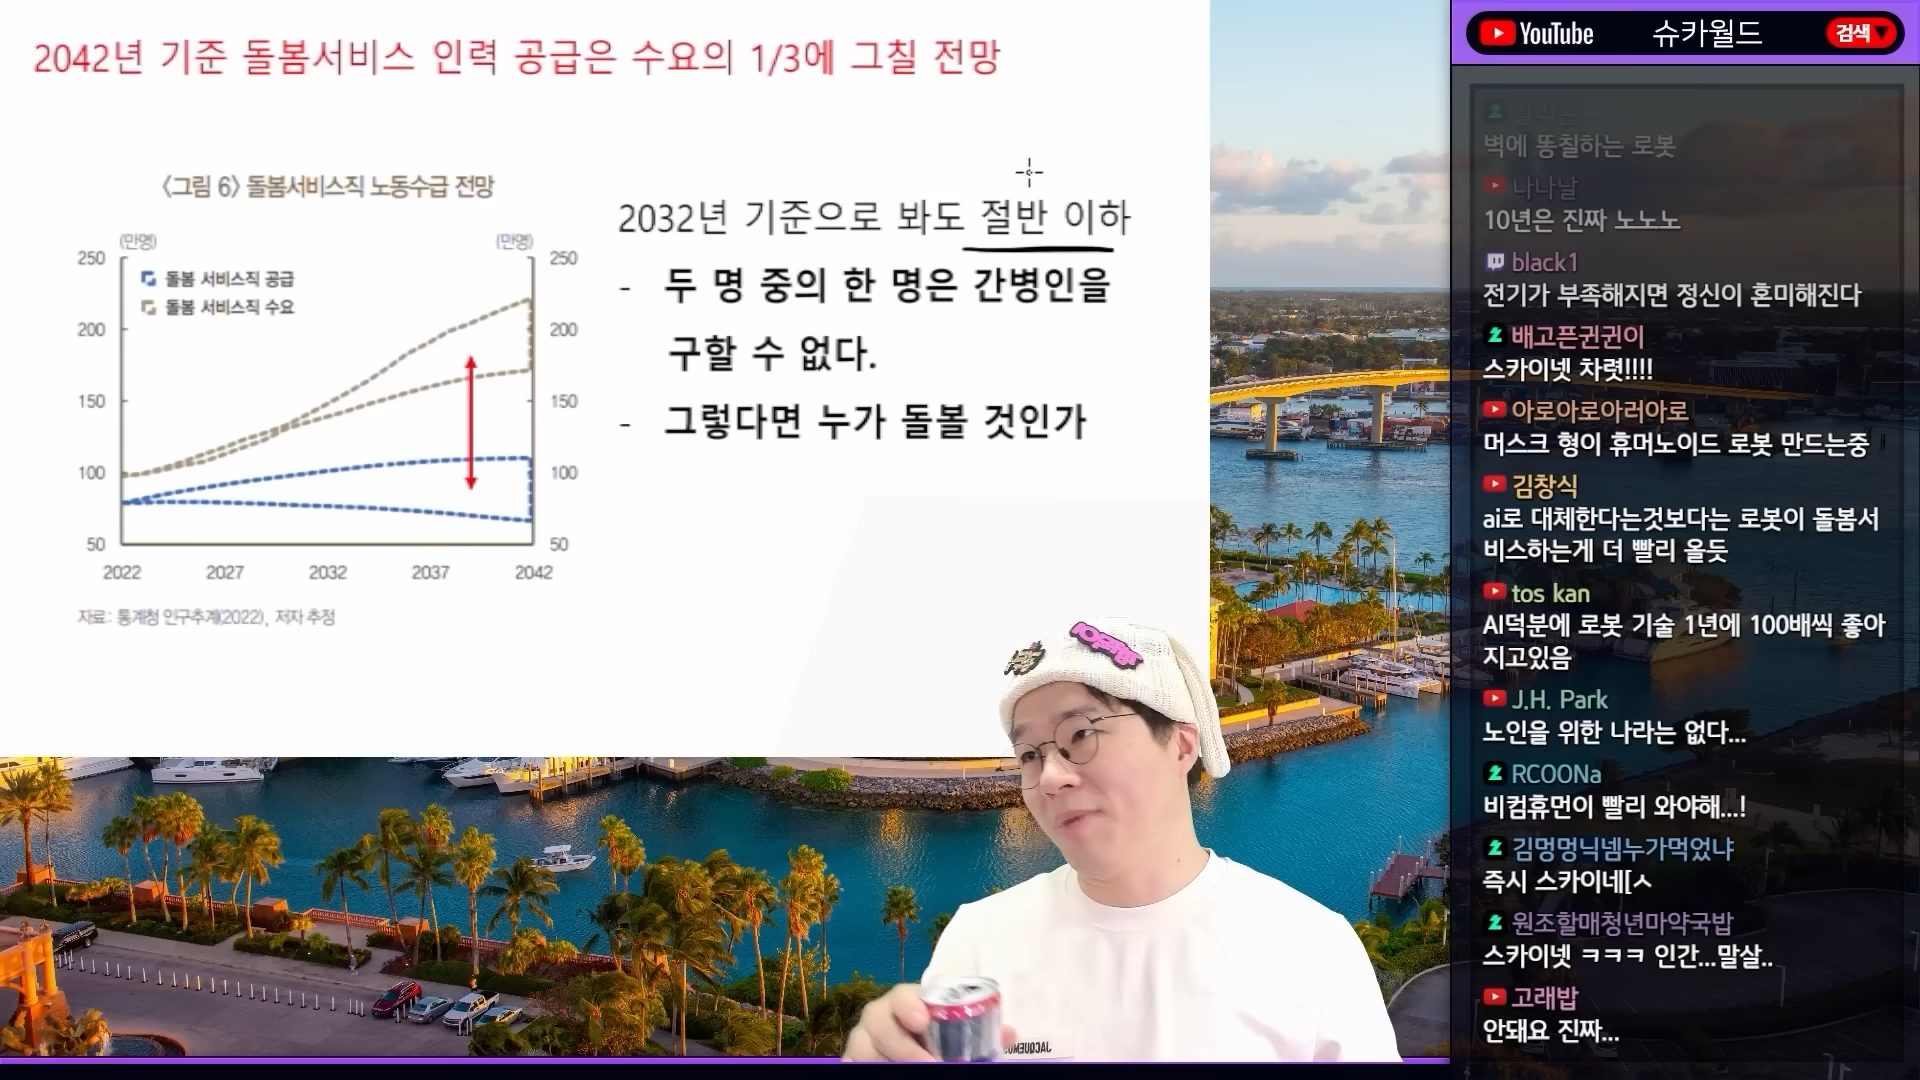 2042년 기준 돌봄서비스 인력 공급은 수요의 1/3에 그칠 전망
<그림 6> 돌봄서비스직 노동수급 전망
(만명)
(만명)
250
200
150
100
50
돌봄 서비스직 공급
돌봄 서비스직 수요
250
200
150
100
50
2022
2027
2032
2037
2042
자료: 통계청 인구추계(2022), 저자 추정
2032년 기준으로 봐도 절반 이하
- 두 명 중의 한 명은 간병인을
구할 수 없다.
- 그렇다면 누가 돌볼 것인가
JACQUEMUS
YouTube 슈카월드 검색
벽에 똥칠하는 로봇
나나날
10년은 진짜 노노노
black1
전기가 부족해지면 정신이 혼미해진다
배고픈귄귄이
스카이넷 차렷!!!!
아로아로아러아로
머스크 형이 휴머노이드 로봇 만드는중
김창식
ai로 대체한다는것보다는 로봇이 돌봄서
비스하는게 더 빨리 올듯
tos kan
AI덕분에 로봇 기술 1년에 100배씩 좋아
지고있음
J.H. Park
노인을 위한 나라는 없다...
RCOONa
비컴휴먼이 빨리 와야해...!
김멍멍닉넴누가먹었냐
즉시 스카이네[ㅅ
원조할매청년마약국밥
스카이넷 ㅋㅋㅋ 인간...말살..
고래밥
안돼요 진짜...